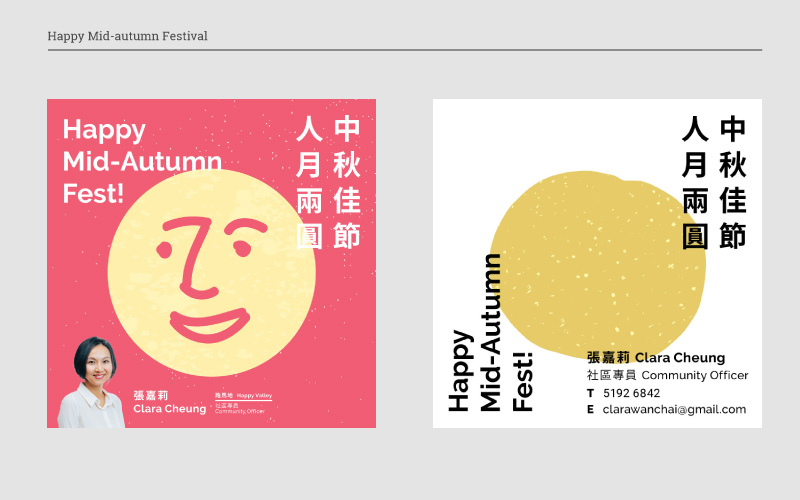 Happy Mid-autumn Festival
Happy
Mid-Autumn
Fest!
中秋佳節
人月兩圓
張嘉莉
Clara Cheung
跑馬地 Happy Valley
社區專員
Community Officer
中秋佳節
人月兩圓
Happy
Mid-Autumn
Fest!
張嘉莉 Clara Cheung
社區專員 Community Officer
T 5192 6842
E clarawanchai@gmail.com